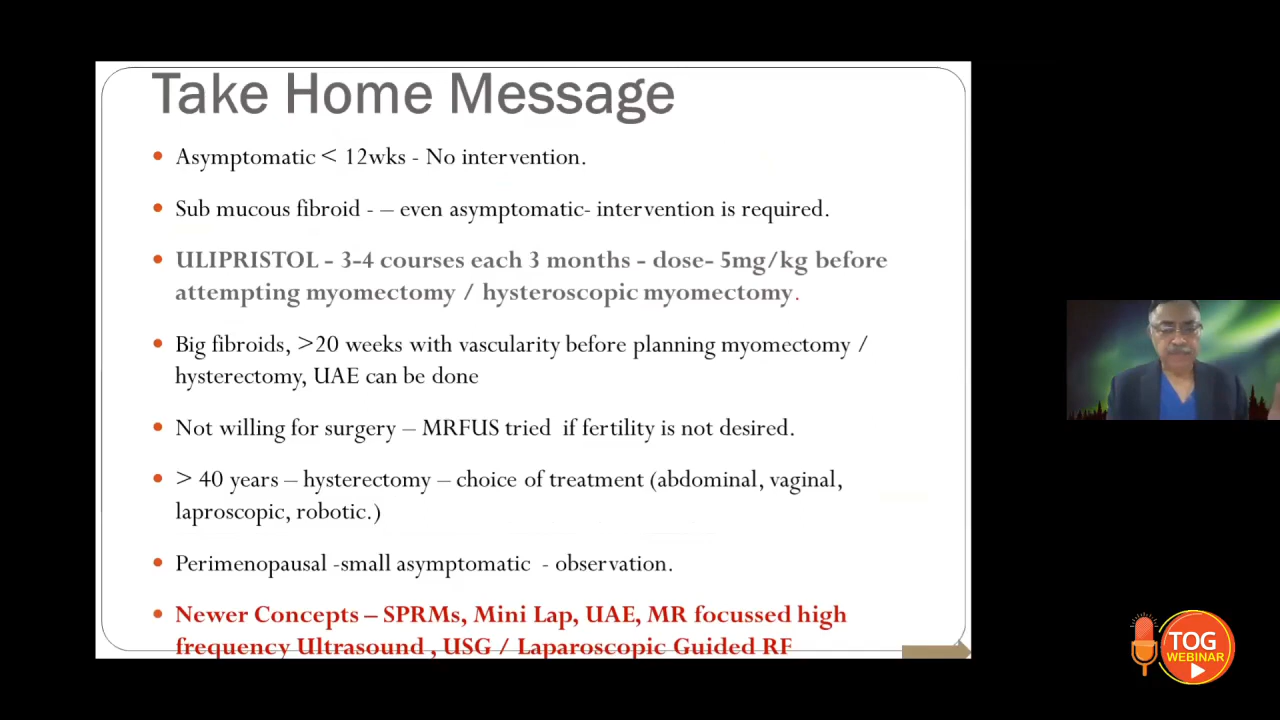 Take Home Message
• Asymptomatic < 12wks - No intervention.
• Sub mucous fibroid - – even asymptomatic- intervention is required.
• ULIPRISTOL – 3-4 courses each 3 months – dose- 5mg/kg before
attempting myomectomy / hysteroscopic myomectomy.
• Big fibroids, >20 weeks with vascularity before planning myomectomy /
hysterectomy, UAE can be done
• Not willing for surgery – MRFUS tried if fertility is not desired.
• > 40 years – hysterectomy – choice of treatment (abdominal, vaginal,
laproscopic, robotic.)
• Perimenopausal -small asymptomatic - observation.
• Newer Concepts – SPRMs, Mini Lap, UAE, MR focussed high
frequency Ultrasound , USG / Laparoscopic Guided RF
TOG
WEBINAR